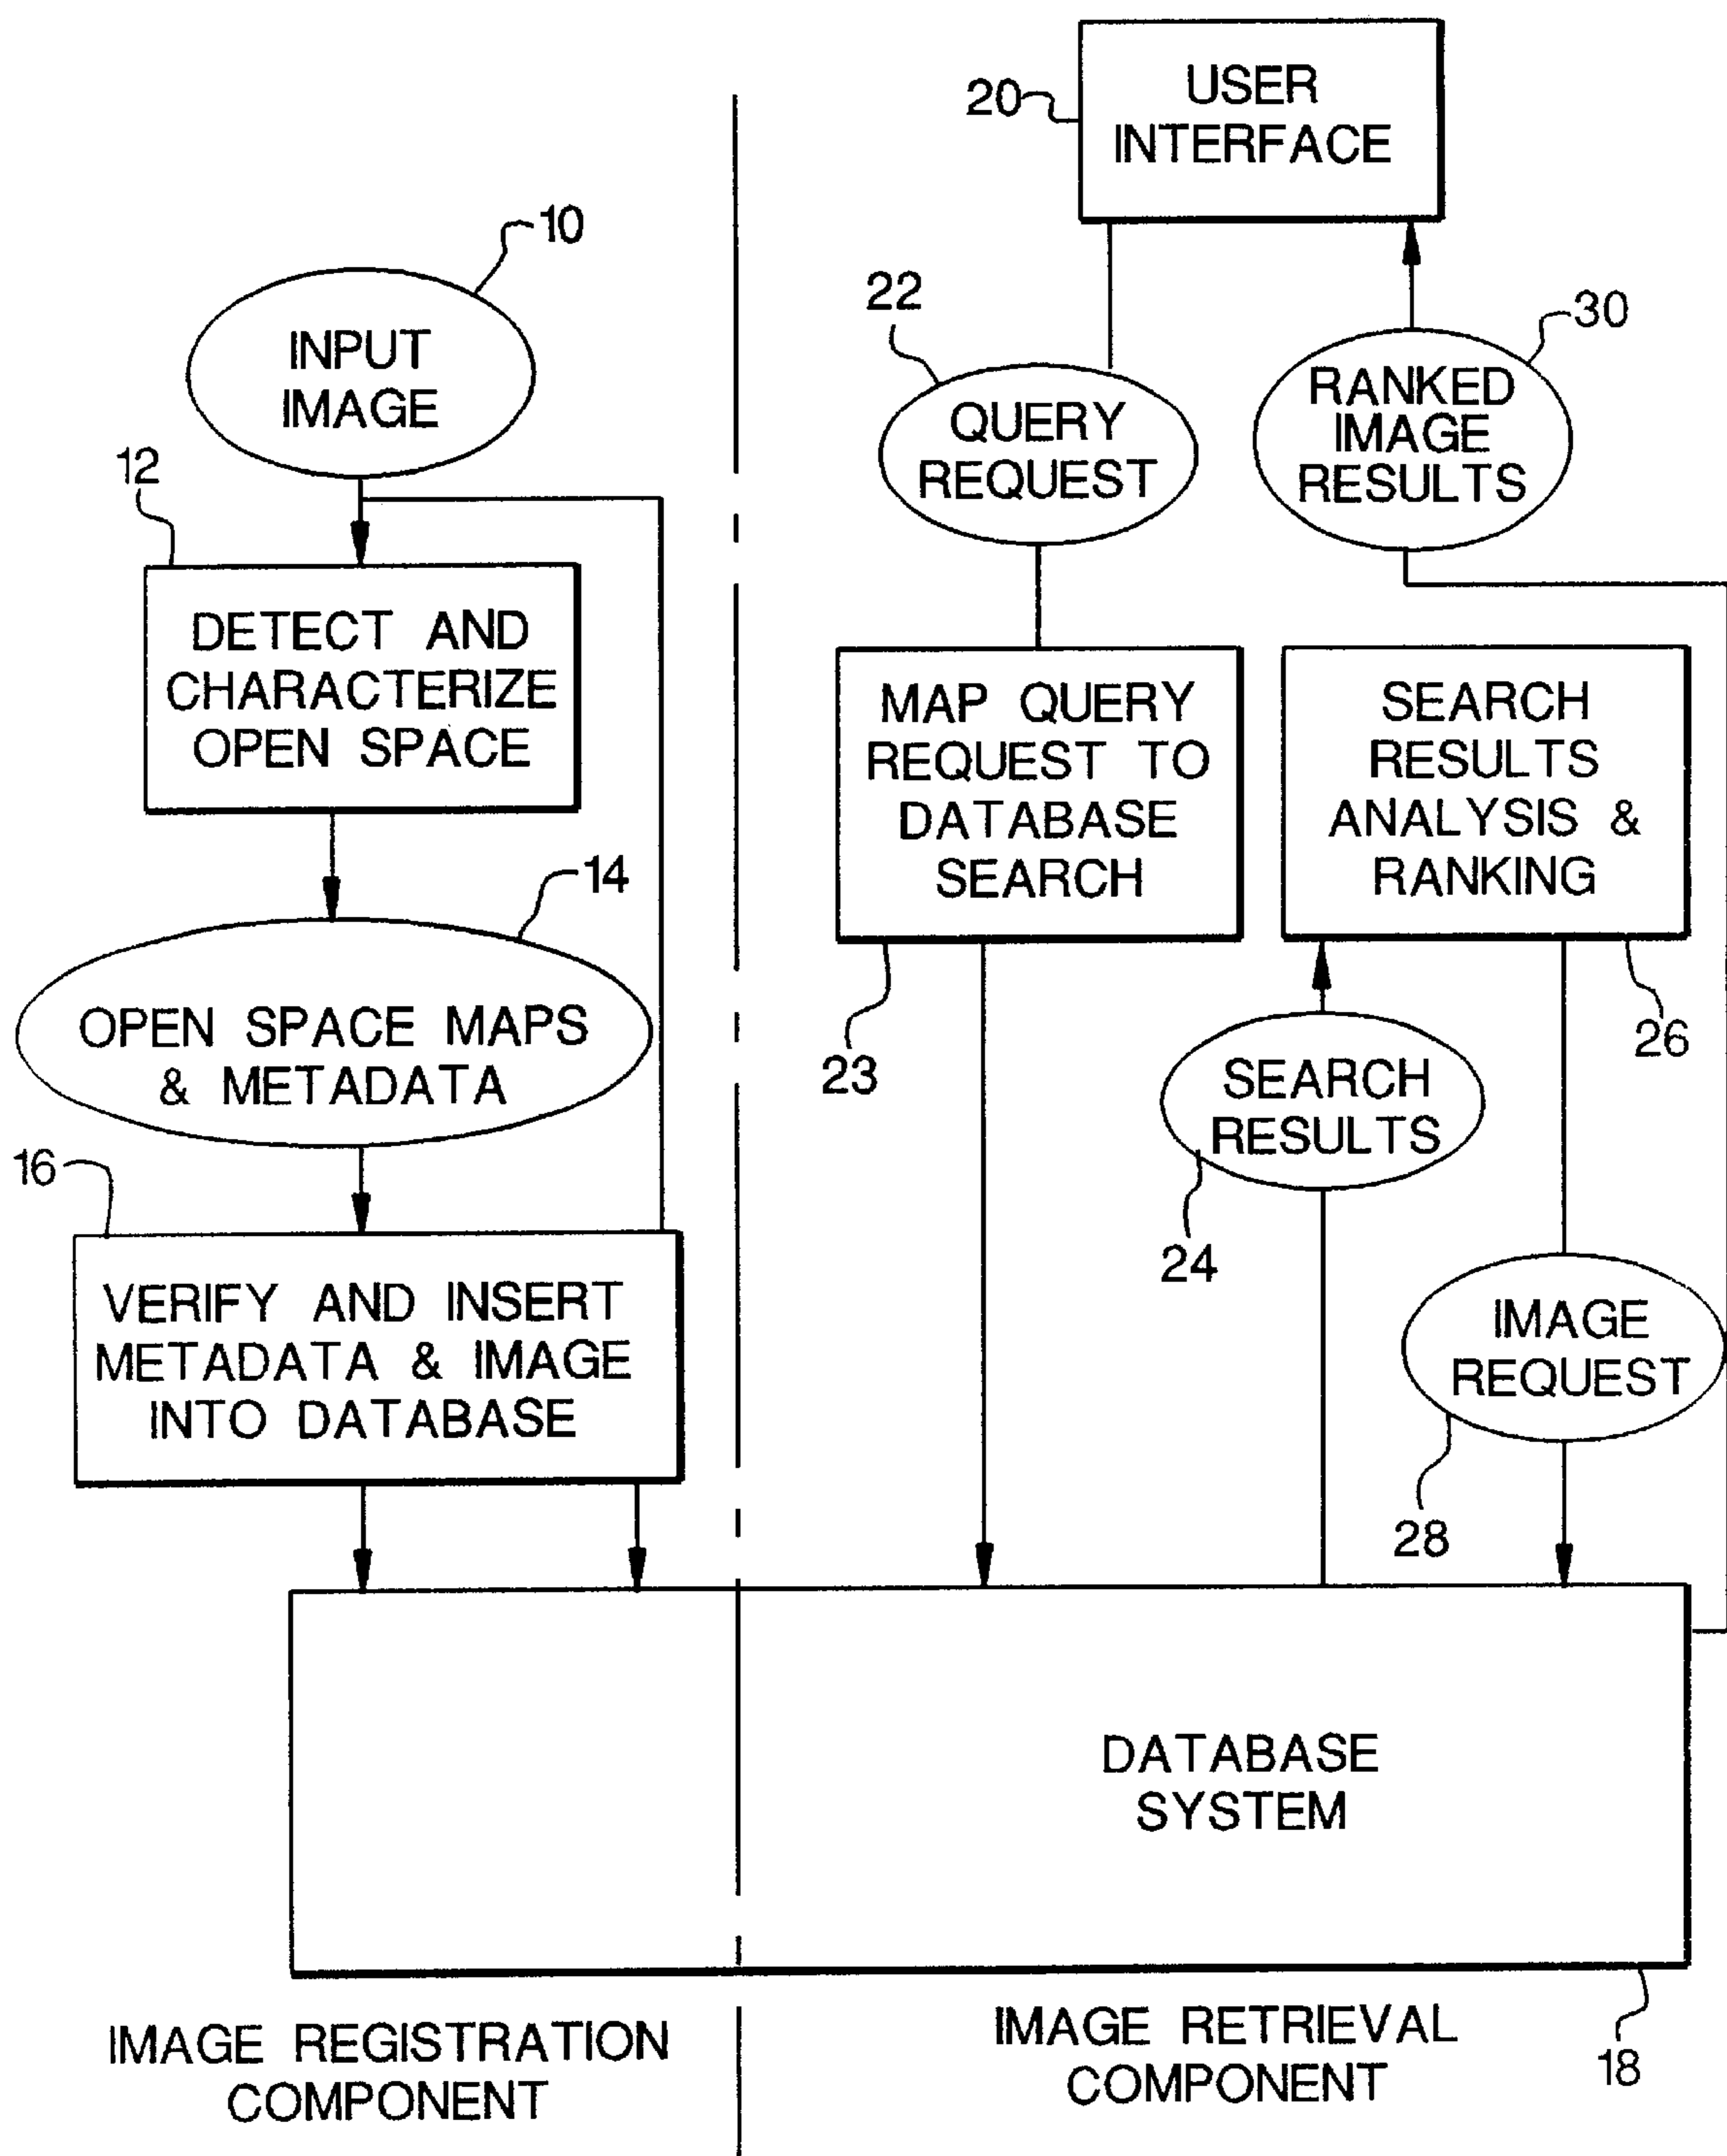 10
INPUT
IMAGE
12
DETECT AND
CHARACTERIZE
OPEN SPACE
14
OPEN SPACE MAPS
& METADATA
16
VERIFY AND INSERT
METADATA & IMAGE
INTO DATABASE
20
USER
INTERFACE
22
QUERY
REQUEST
30
RANKED
IMAGE
RESULTS
MAP QUERY
REQUEST TO
DATABASE
SEARCH
23
SEARCH
RESULTS
ANALYSIS &
RANKING
26
SEARCH
RESULTS
24
IMAGE
REQUEST
28
DATABASE
SYSTEM
18
IMAGE REGISTRATION
COMPONENT
IMAGE RETRIEVAL
COMPONENT